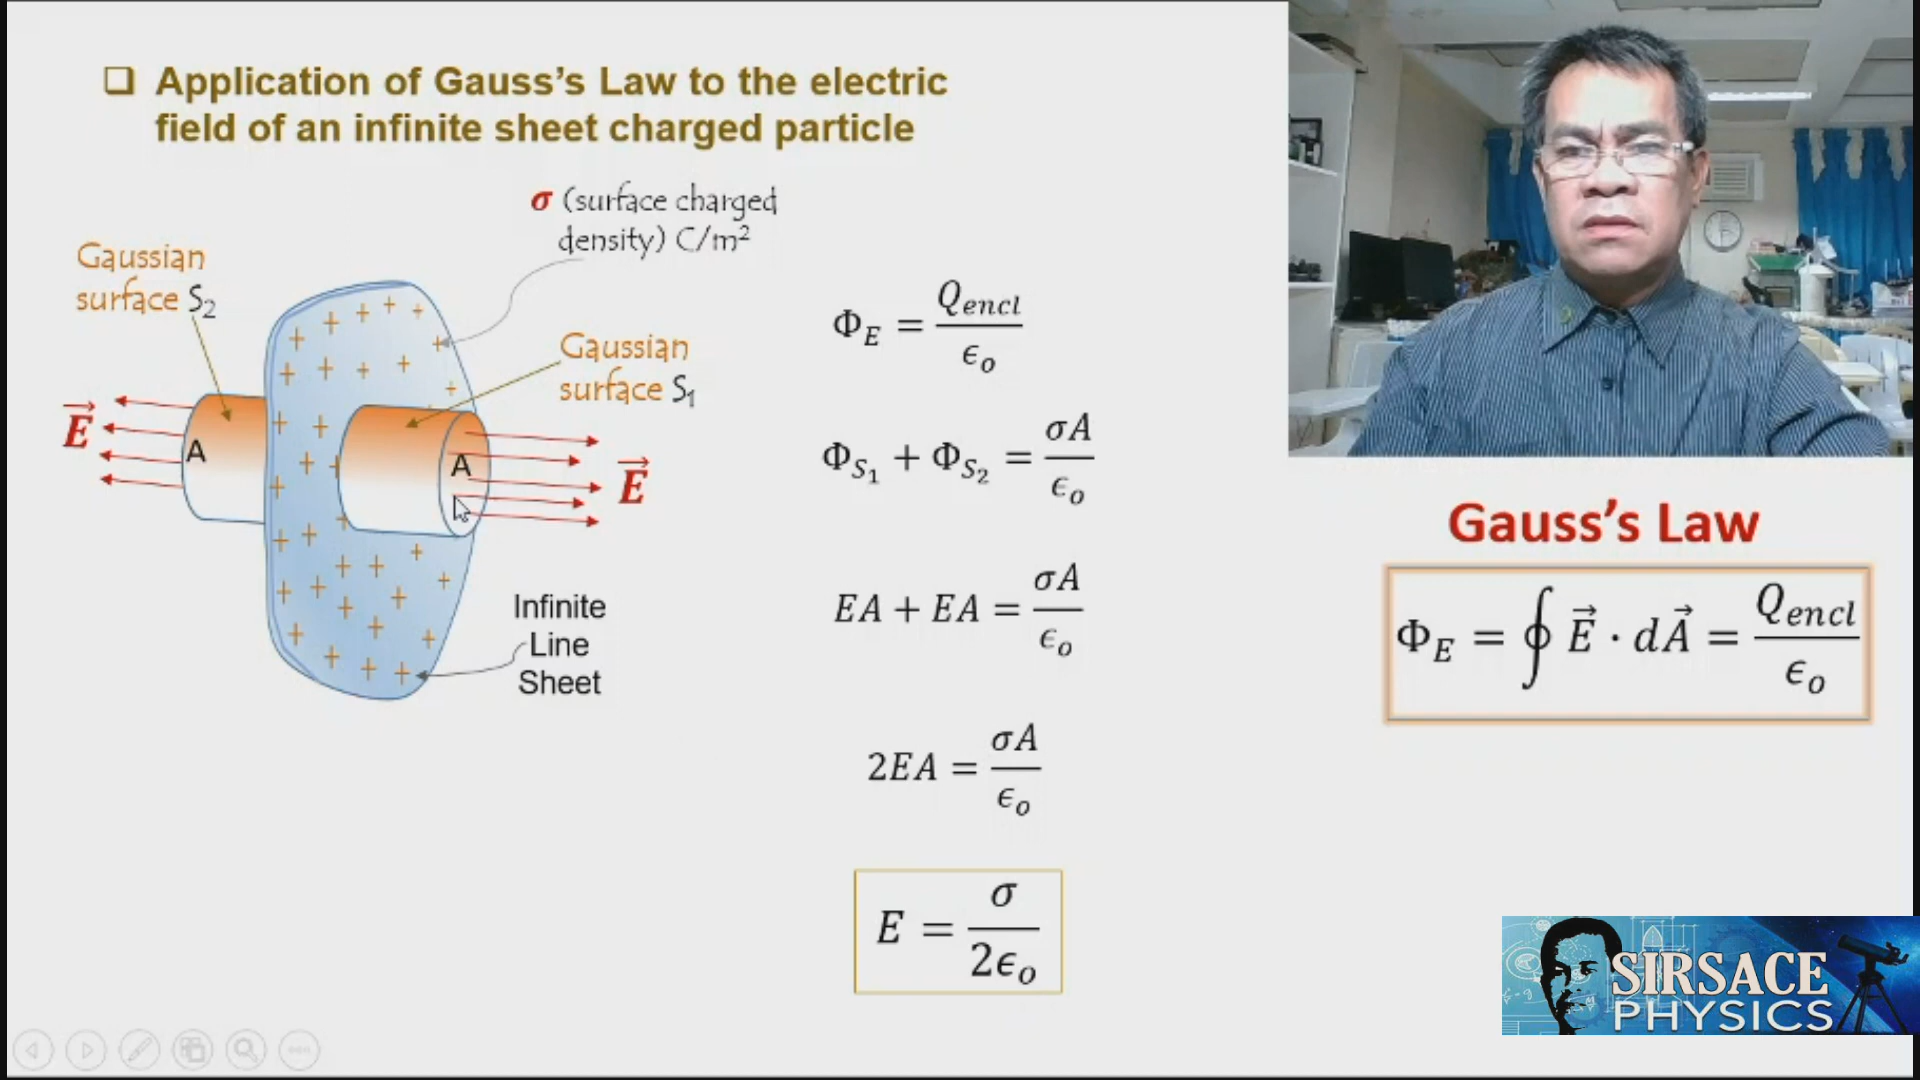 ❑ Application of Gauss's Law to the electric
field of an infinite sheet charged particle
σ (surface charged
density) C/m²
Gaussian
surface S₂
Gaussian
surface S₁
E⃗
A
A
E⃗
Infinite
Line
Sheet
Φ_E = Q_encl / ϵ_o
Φ_S₁ + Φ_S₂ = σA / ϵ_o
EA + EA = σA / ϵ_o
2EA = σA / ϵ_o
E = σ / 2ϵ_o
Gauss's Law
Φ_E = ∮ E⃗ · dA⃗ = Q_encl / ϵ_o
SIRSACE
PHYSICS